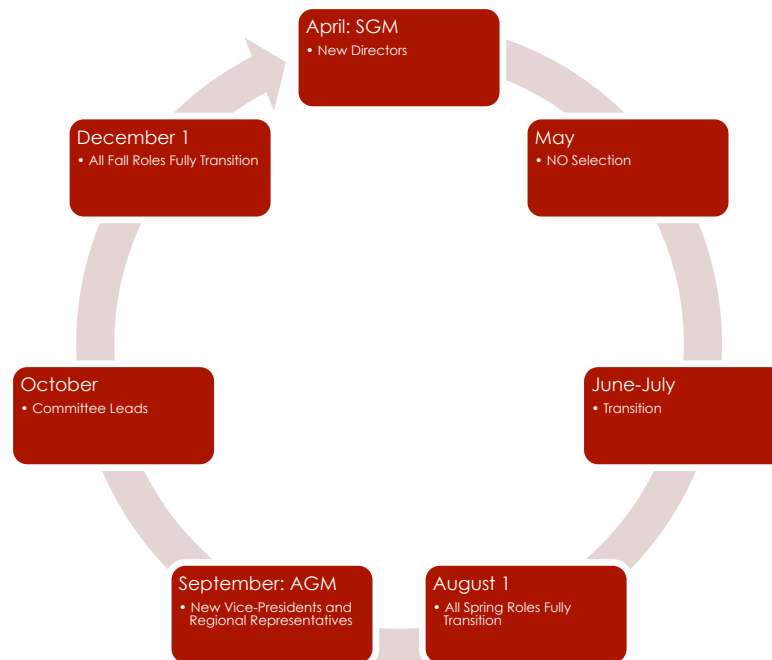 April: SGM
• New Directors
May
• NO Selection
June-July
• Transition
August 1
• All Spring Roles Fully
Transition
September: AGM
• New Vice-Presidents and
Regional Representatives
October
• Committee Leads
December 1
• All Fall Roles Fully Transition